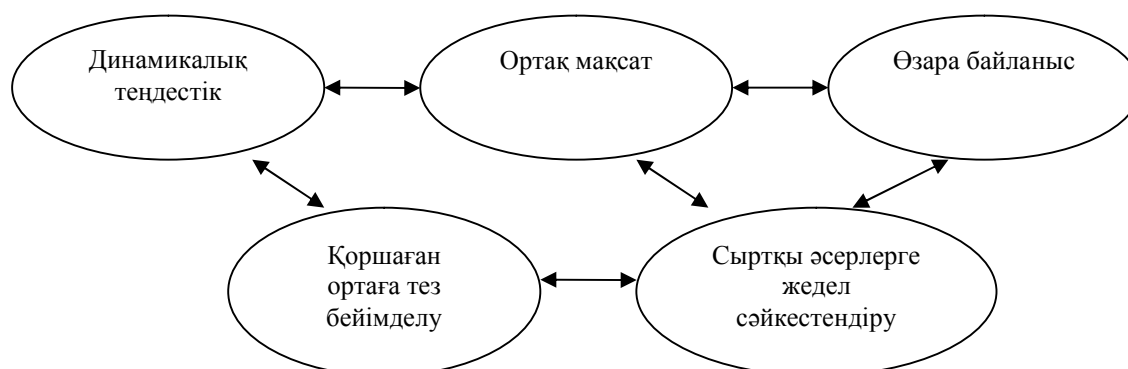 Динамикалық
теңдестік
Ортақ мақсат
Өзара байланыс
Қоршаған
ортаға тез
бейімделу
Сыртқы әсерлерге
жедел
сәйкестендіру